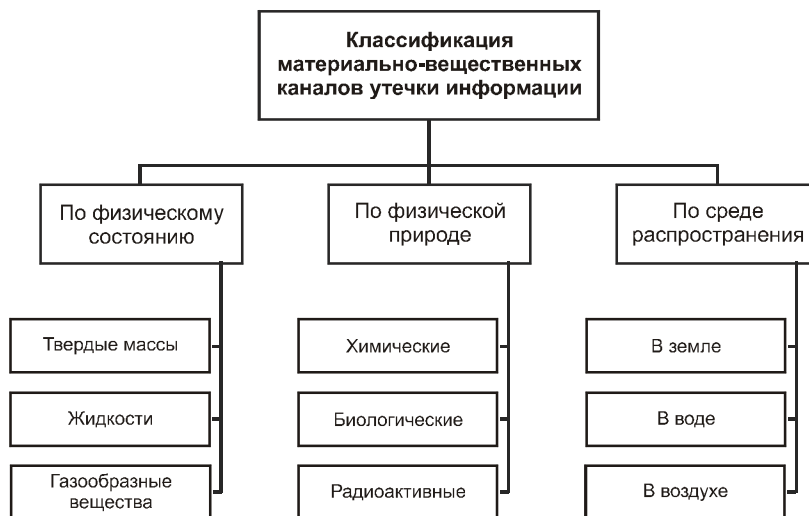 Классификация
материально-вещественных
каналов утечки информации
По физическому
состоянию
По физической
природе
По среде
распространения
Твердые массы
Химические
В земле
Жидкости
Биологические
В воде
Газообразные
вещества
Радиоактивные
В воздухе